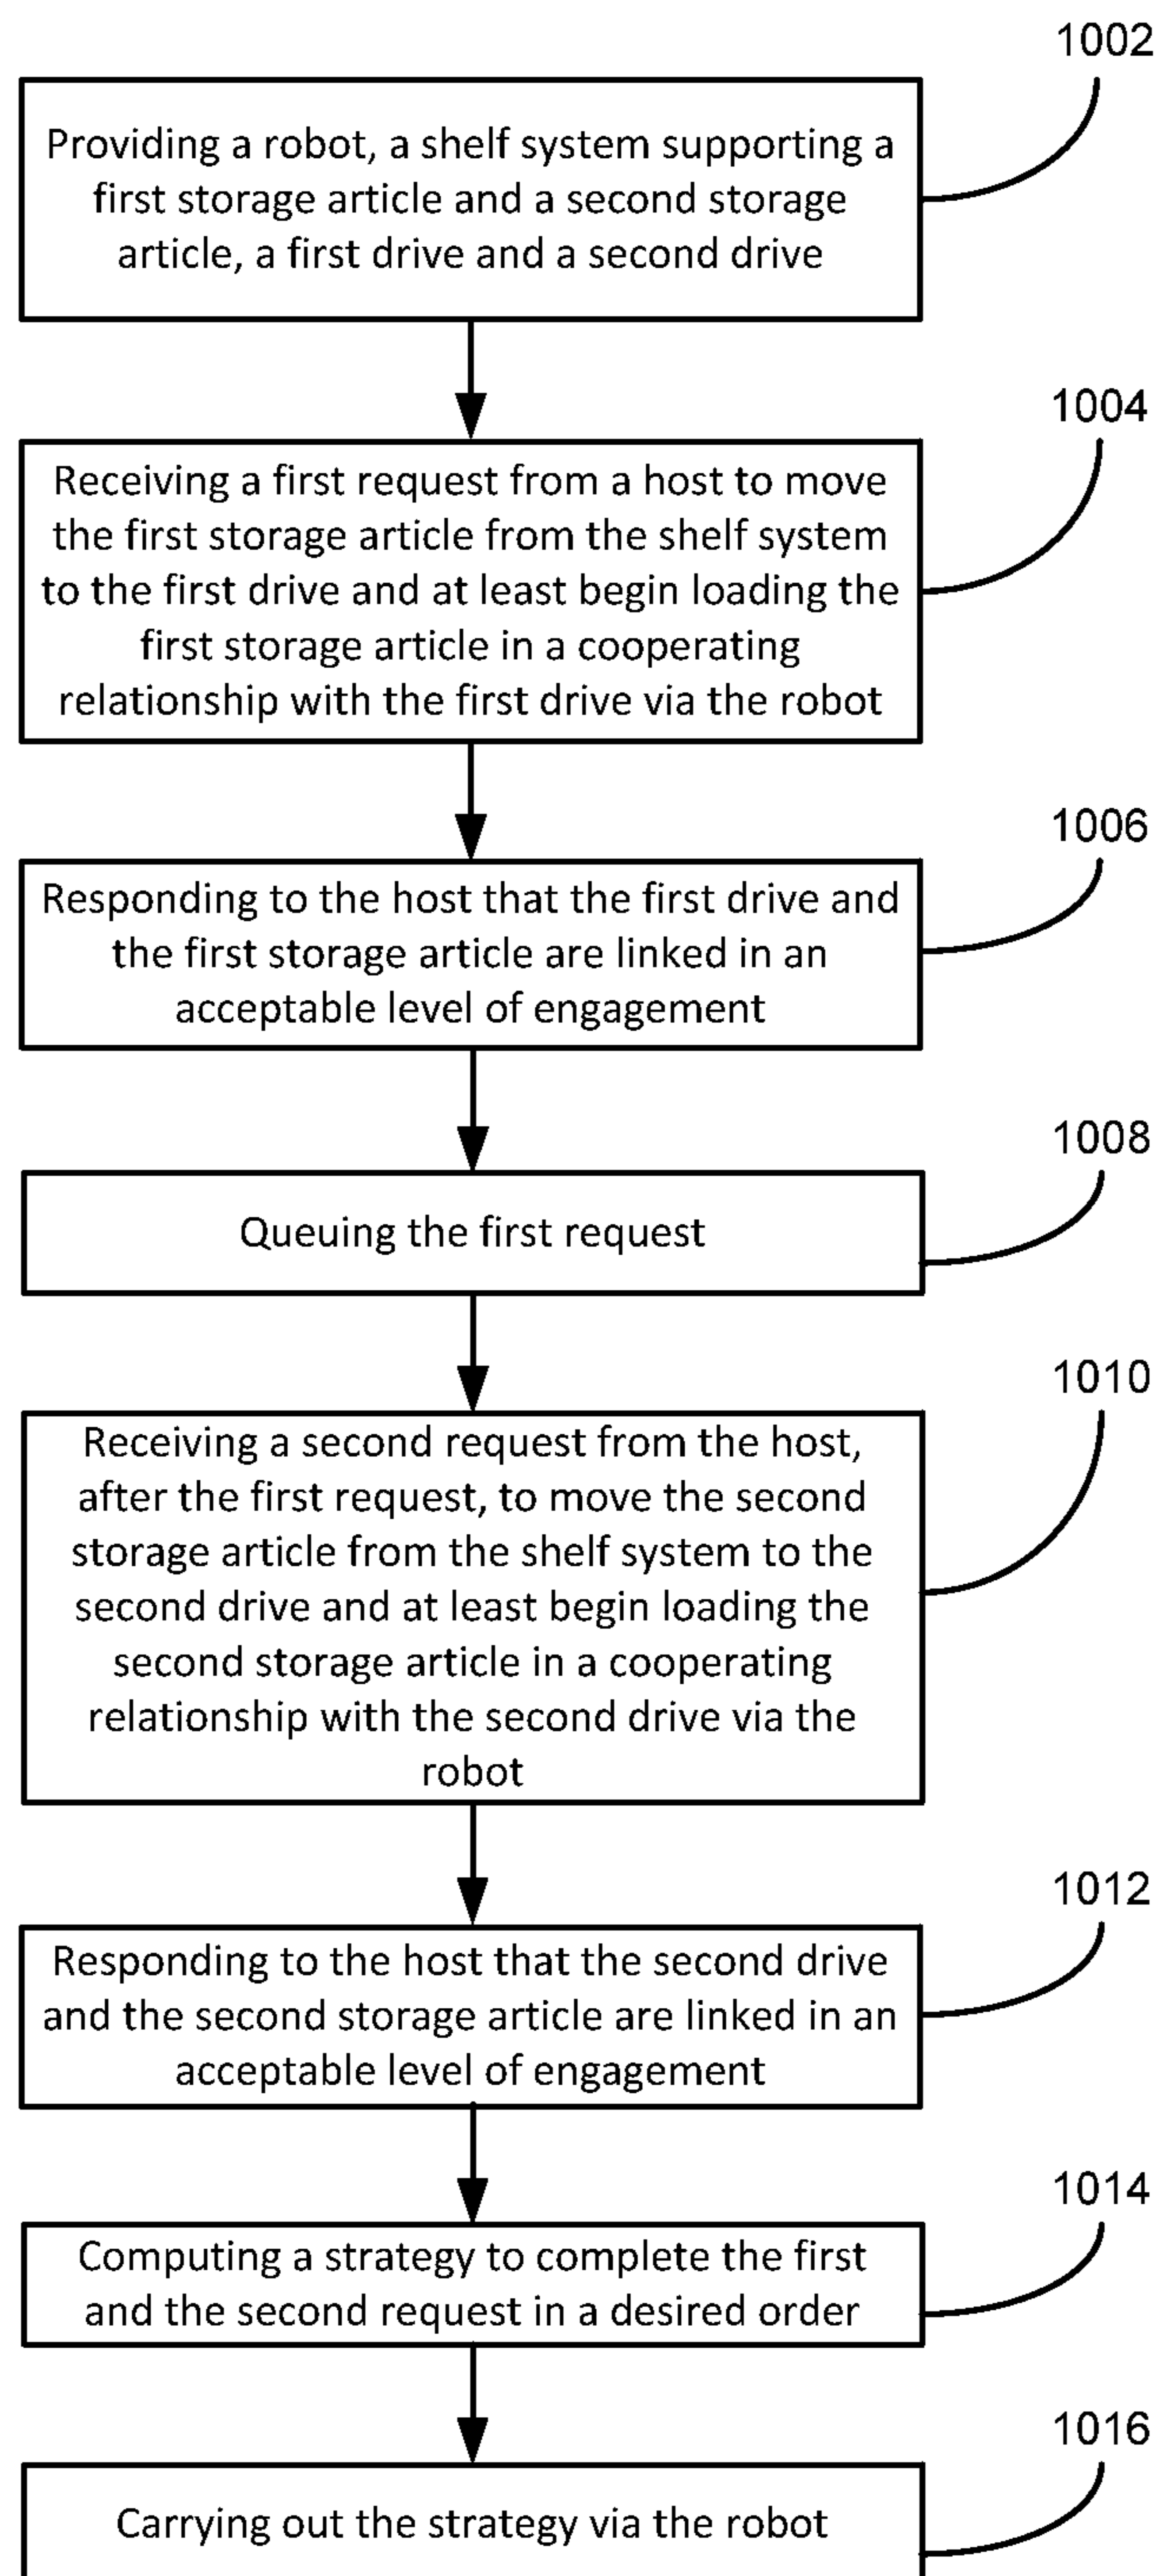 1002
Providing a robot, a shelf system supporting a
first storage article and a second storage
article, a first drive and a second drive
1004
Receiving a first request from a host to move
the first storage article from the shelf system
to the first drive and at least begin loading the
first storage article in a cooperating
relationship with the first drive via the robot
1006
Responding to the host that the first drive and
the first storage article are linked in an
acceptable level of engagement
1008
Queuing the first request
1010
Receiving a second request from the host,
after the first request, to move the second
storage article from the shelf system to the
second drive and at least begin loading the
second storage article in a cooperating
relationship with the second drive via the
robot
1012
Responding to the host that the second drive
and the second storage article are linked in an
acceptable level of engagement
1014
Computing a strategy to complete the first
and the second request in a desired order
1016
Carrying out the strategy via the robot